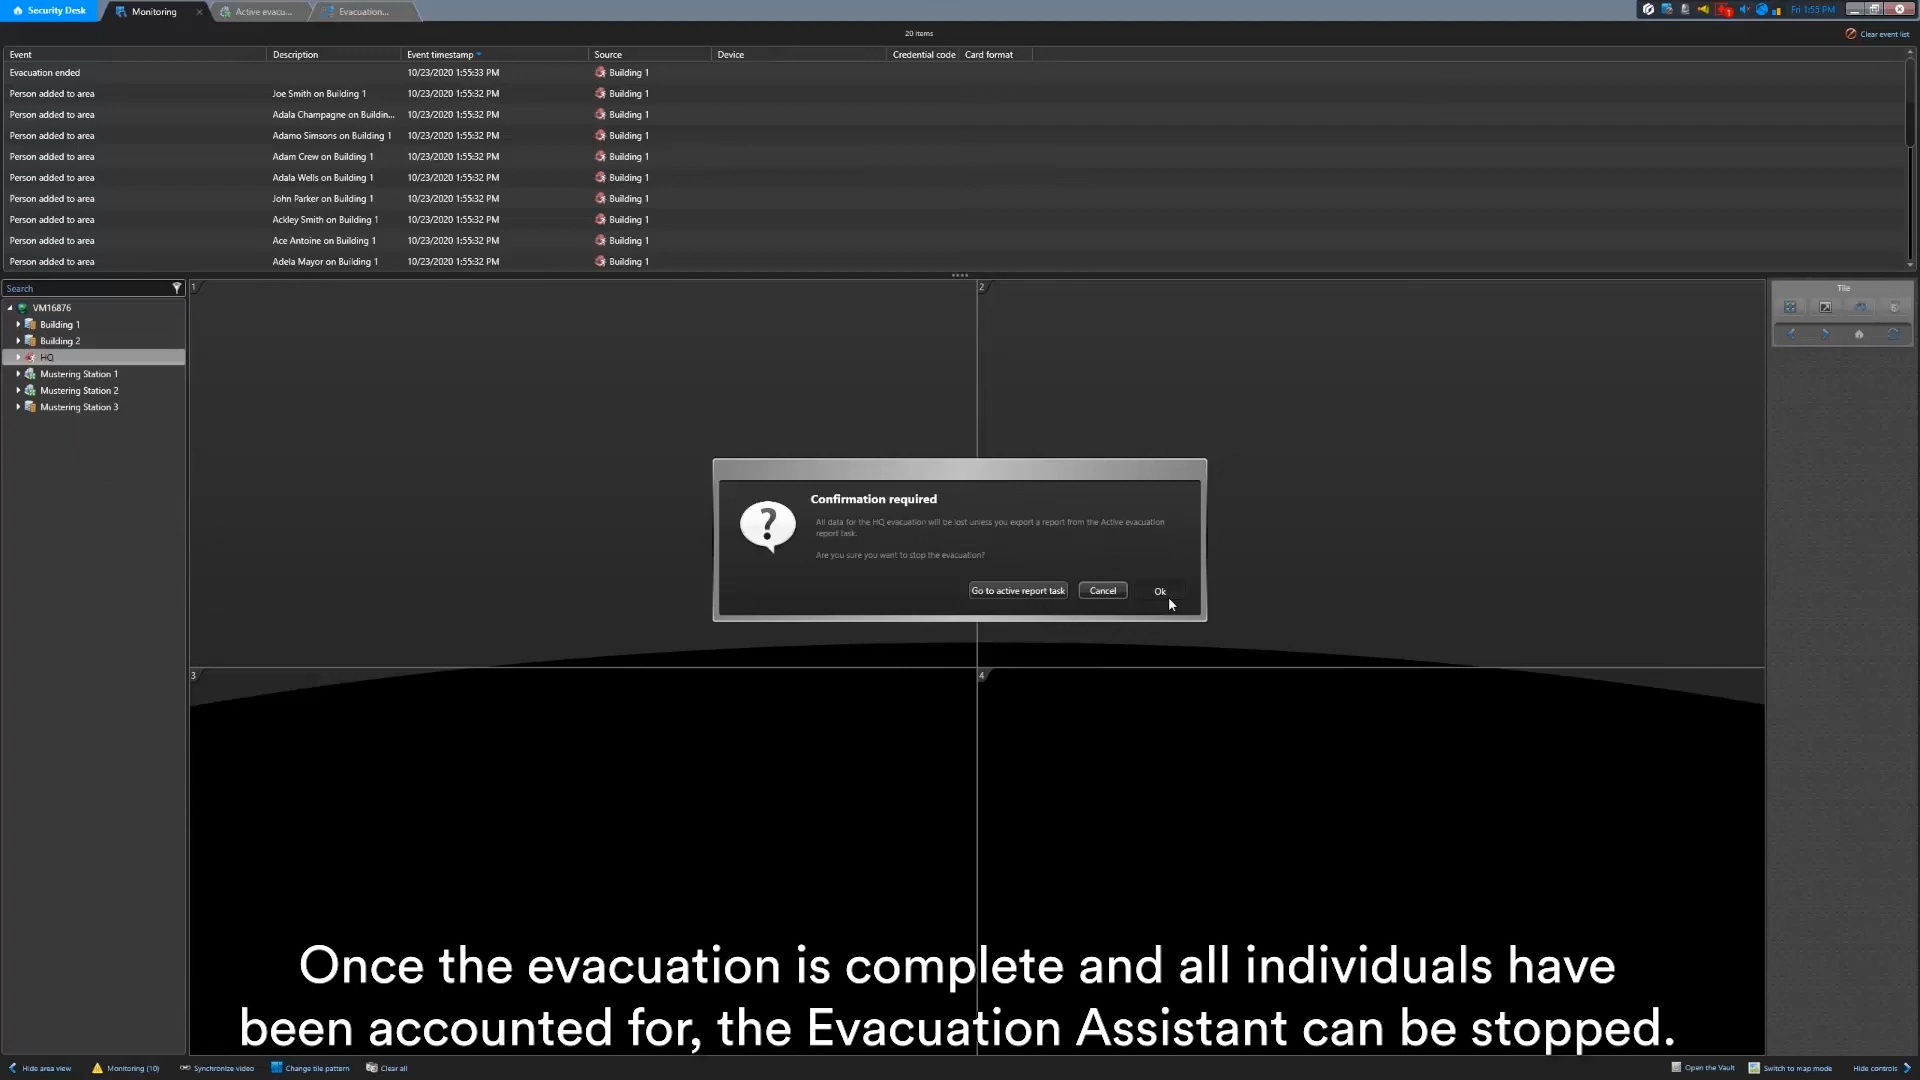 Security Desk Monitoring Active evacu... Evacuation... 1 Fri 1:55 PM
20 items
Clear event list
Event Description Event timestamp Source Device Credential code Card format
Evacuation ended 10/23/2020 1:55:33 PM Building 1
Person added to area Joe Smith on Building 1 10/23/2020 1:55:32 PM Building 1
Person added to area Adala Champagne on Buildin... 10/23/2020 1:55:32 PM Building 1
Person added to area Adamo Simsons on Building 1 10/23/2020 1:55:32 PM Building 1
Person added to area Adam Crew on Building 1 10/23/2020 1:55:32 PM Building 1
Person added to area Adala Wells on Building 1 10/23/2020 1:55:32 PM Building 1
Person added to area John Parker on Building 1 10/23/2020 1:55:32 PM Building 1
Person added to area Ackley Smith on Building 1 10/23/2020 1:55:32 PM Building 1
Person added to area Ace Antoine on Building 1 10/23/2020 1:55:32 PM Building 1
Person added to area Adela Mayor on Building 1 10/23/2020 1:55:32 PM Building 1
Search
VM16876
Building 1
Building 2
HQ
Mustering Station 1
Mustering Station 2
Mustering Station 3
1
2
Tile
Confirmation required
All data for the HQ evacuation will be lost unless you export a report from the Active evacuation
report task.
Are you sure you want to stop the evacuation?
Go to active report task Cancel Ok
3
4
Once the evacuation is complete and all individuals have
been accounted for, the Evacuation Assistant can be stopped.
Hide area view Monitoring (10) Synchronize video Change tile pattern Clear all Open the Vault Switch to map mode Hide controls